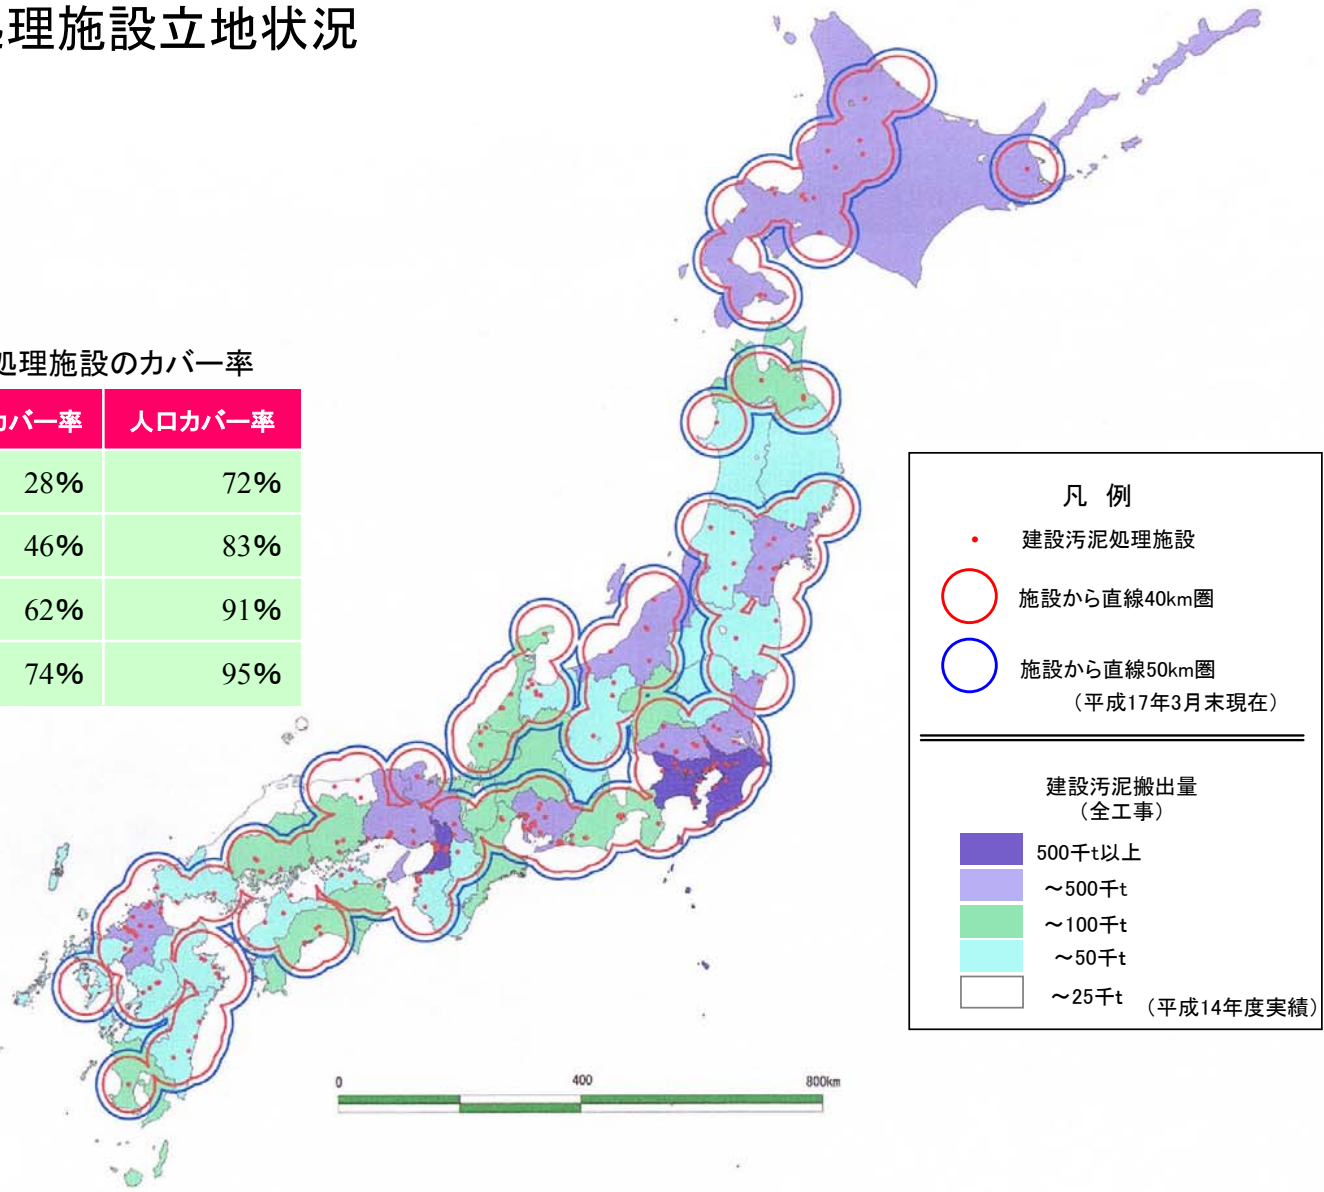 理施設立地状況
処理施設のカバー率
カバー率 人口カバー率
28% 72%
46% 83%
62% 91%
74% 95%
凡 例
建設汚泥処理施設
施設から直線40km圏
施設から直線50km圏
（平成17年3月末現在）
建設汚泥搬出量
（全工事）
500千t以上
～500千t
～100千t
～50千t
～25千t
（平成14年度実績）
0 400 800km